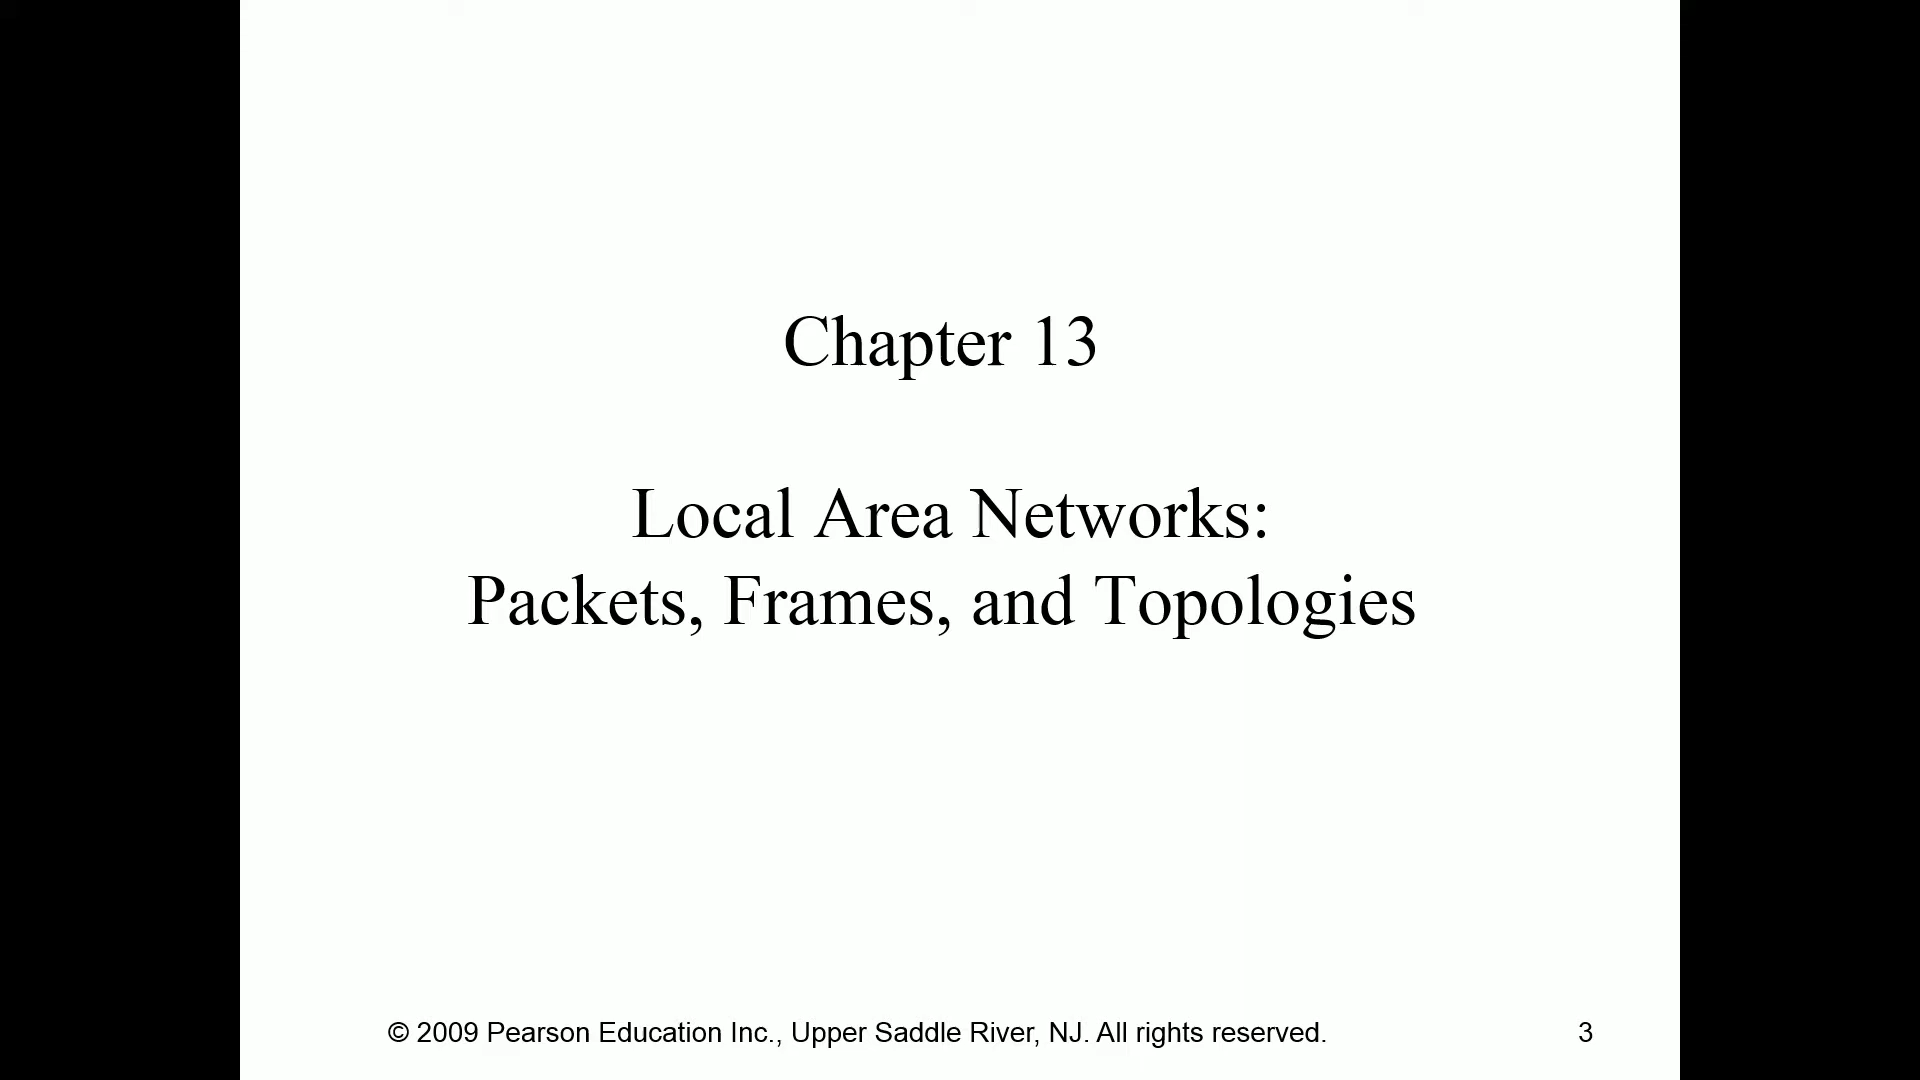 Chapter 13
Local Area Networks:
Packets, Frames, and Topologies
© 2009 Pearson Education Inc., Upper Saddle River, NJ. All rights reserved.
3